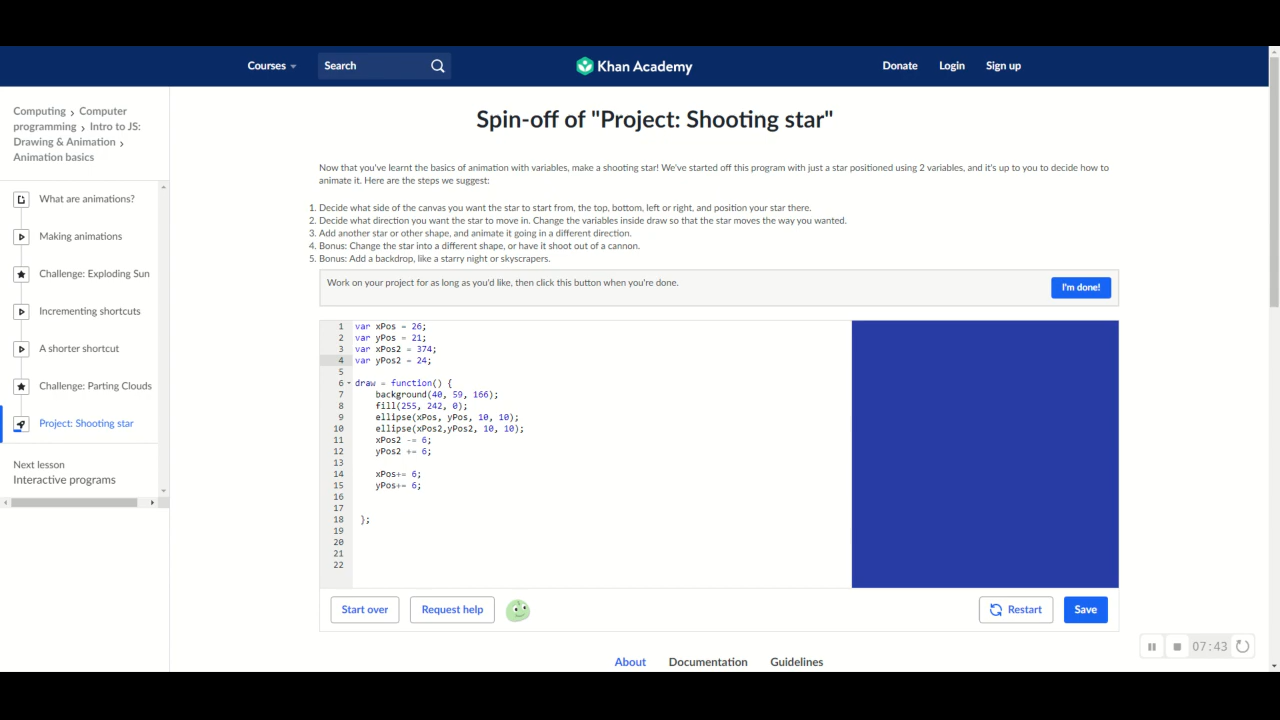 Courses
Search
Khan Academy
Donate
Login
Sign up
Computing › Computer
programming › Intro to JS:
Drawing & Animation ›
Animation basics
What are animations?
Making animations
Challenge: Exploding Sun
Incrementing shortcuts
A shorter shortcut
Challenge: Parting Clouds
Project: Shooting star
Next lesson
Interactive programs
Spin-off of "Project: Shooting star"
Now that you've learnt the basics of animation with variables, make a shooting star! We've started off this program with just a star positioned using 2 variables, and it's up to you to decide how to
animate it. Here are the steps we suggest:
1. Decide what side of the canvas you want the star to start from, the top, bottom, left or right, and position your star there.
2. Decide what direction you want the star to move in. Change the variables inside draw so that the star moves the way you wanted.
3. Add another star or other shape, and animate it going in a different direction.
4. Bonus: Change the star into a different shape, or have it shoot out of a cannon.
5. Bonus: Add a backdrop, like a starry night or skyscrapers.
Work on your project for as long as you'd like, then click this button when you're done.
I'm done!
1 var xPos = 26;
2 var yPos = 21;
3 var xPos2 = 374;
4 var yPos2 = 24;
5
6 draw = function() {
7 background(40, 59, 166);
8 fill(255, 242, 0);
9 ellipse(xPos, yPos, 10, 10);
10 ellipse(xPos2,yPos2, 10, 10);
11 xPos2 -= 6;
12 yPos2 += 6;
13
14 xPos+= 6;
15 yPos+= 6;
16
17
18 };
19
20
21
22
Start over
Request help
Restart
Save
About
Documentation
Guidelines
07:43